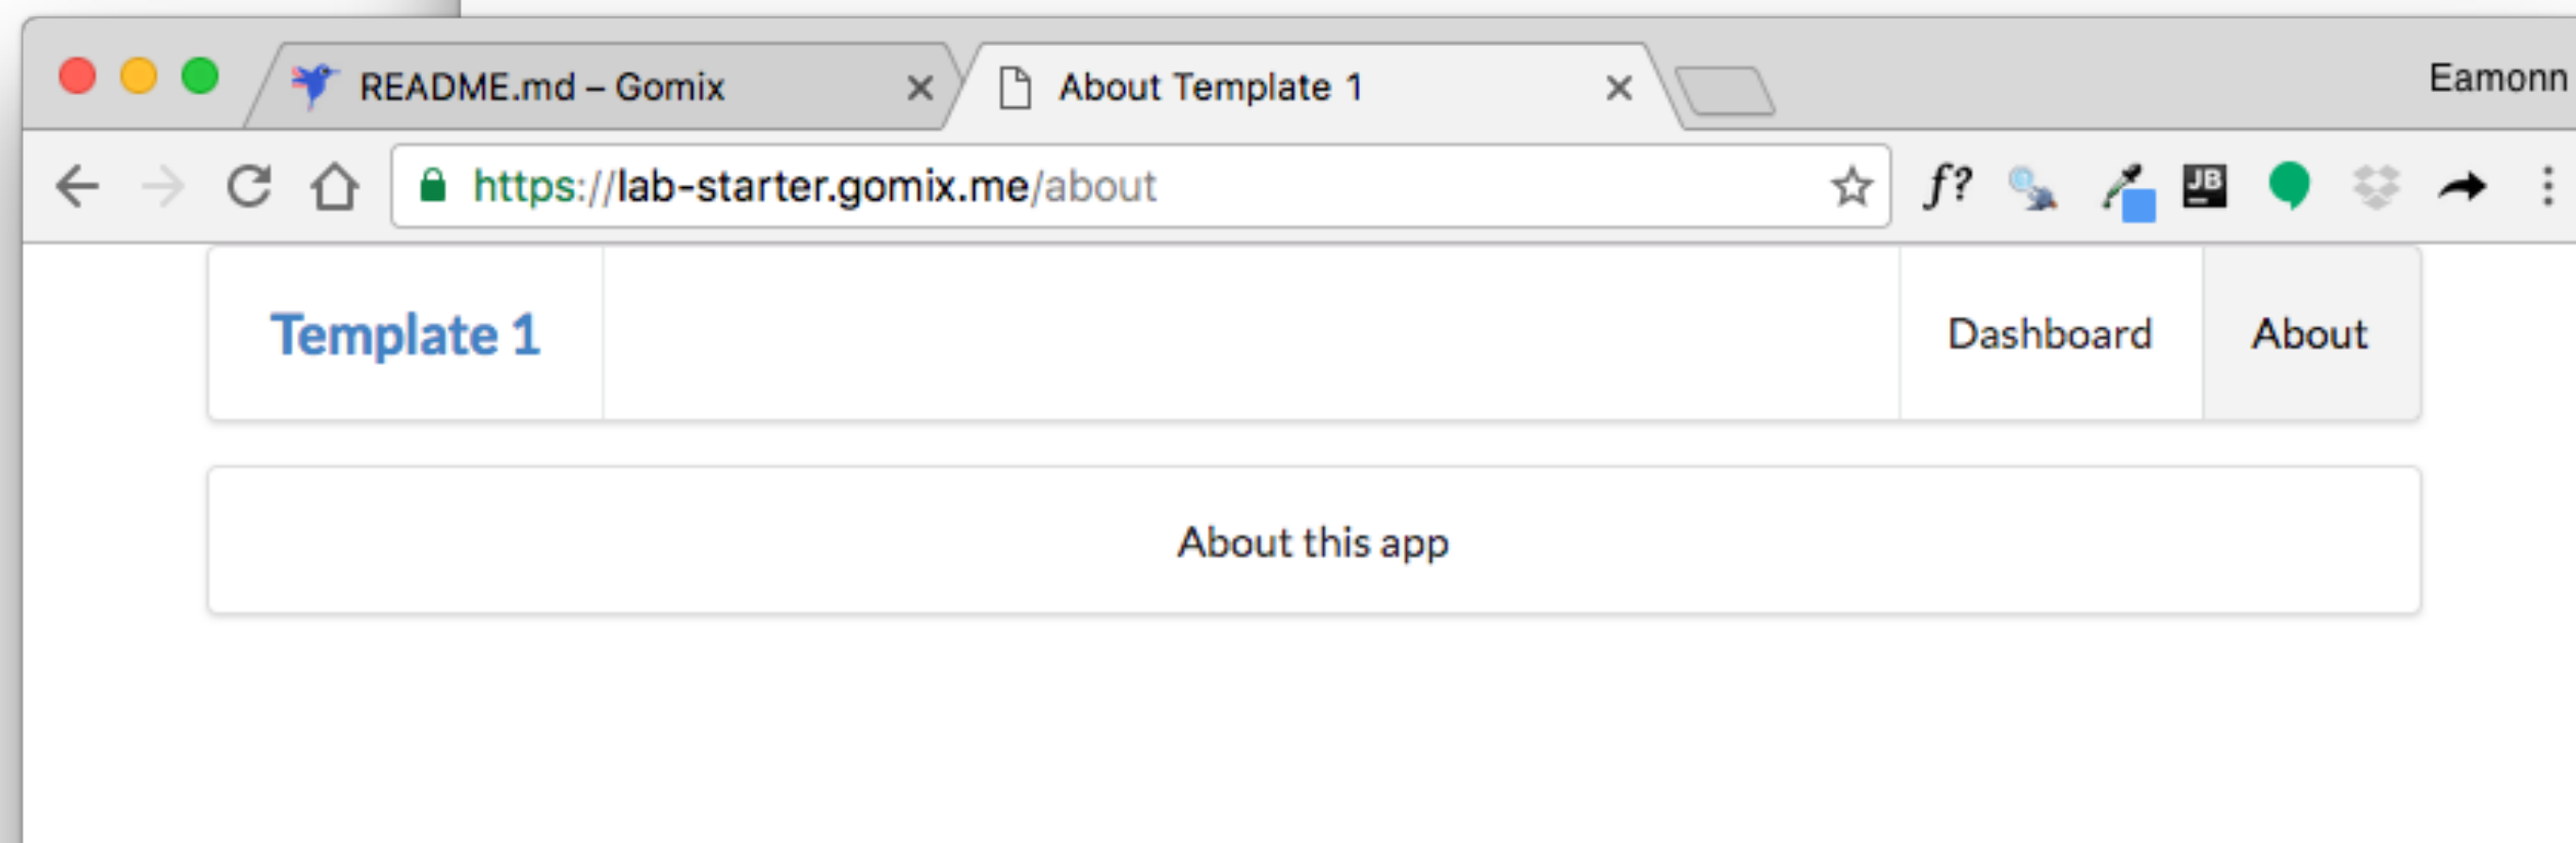 README.md – Gomix
About Template 1
Eamonn
https://lab-starter.gomix.me/about
f?
JB
Template 1
Dashboard
About
About this app